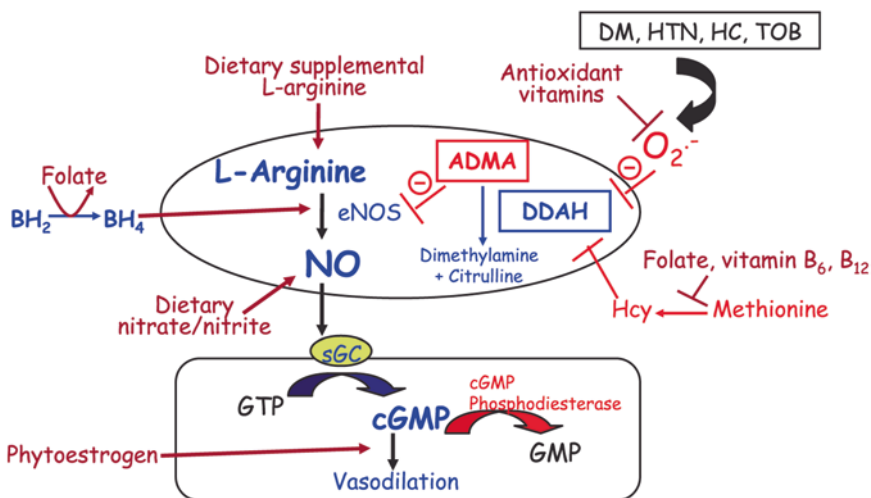 DM, HTN, HC, TOB
Dietary supplemental
L-arginine
Antioxidant
vitamins
O₂·-
L-Arginine
ADMA
Folate
BH₂
BH₄
eNOS
DDAH
NO
Dimethylamine
+ Citrulline
Folate, vitamin B₆, B₁₂
Dietary
nitrate/nitrite
Hcy
Methionine
sGC
GTP
cGMP
cGMP
Phosphodiesterase
GMP
Phytoestrogen
Vasodilation